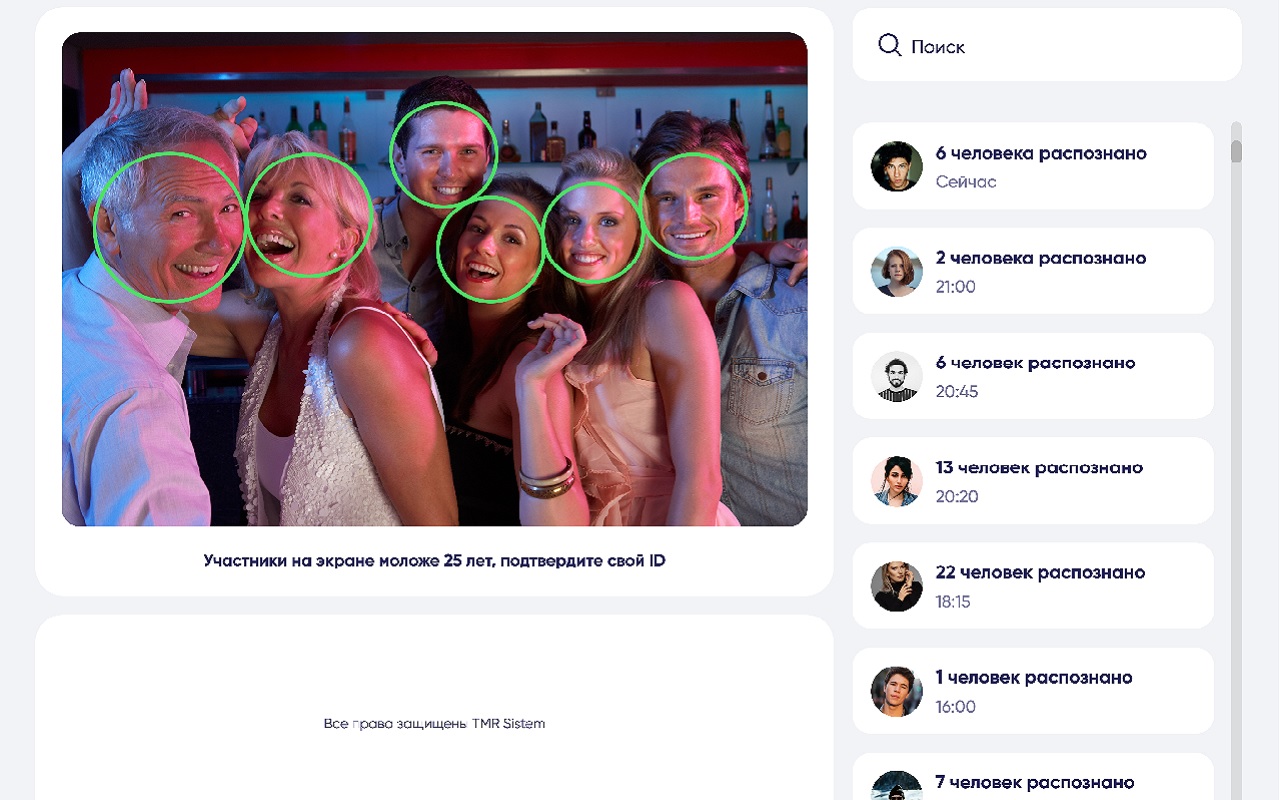 Поиск
6 человека распознано
Сейчас
2 человека распознано
21:00
6 человек распознано
20:45
13 человек распознано
20:20
22 человек распознано
18:15
1 человек распознано
16:00
7 человек распознано
Участники на экране моложе 25 лет, подтвердите свой ID
Все права защищены TMR Sistem